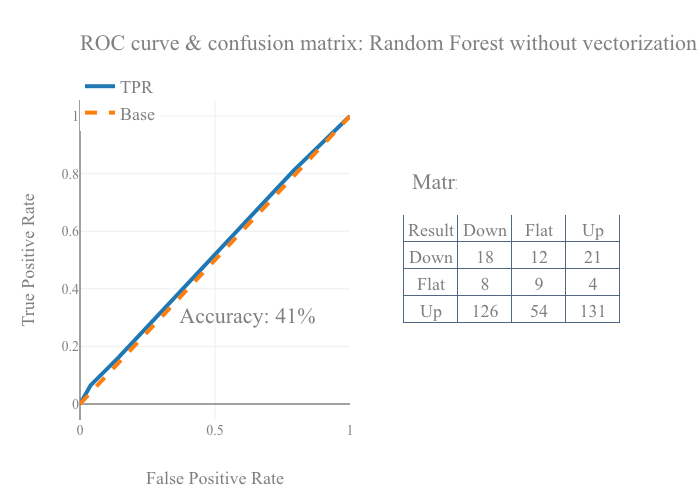 ROC curve & confusion matrix: Random Forest without vectorization
TPR
Base
1
0.8
0.6
0.4
0.2
0
True Positive Rate
Accuracy: 41%
0 0.5 1
False Positive Rate
Matr
Result Down Flat Up
Down 18 12 21
Flat 8 9 4
Up 126 54 131